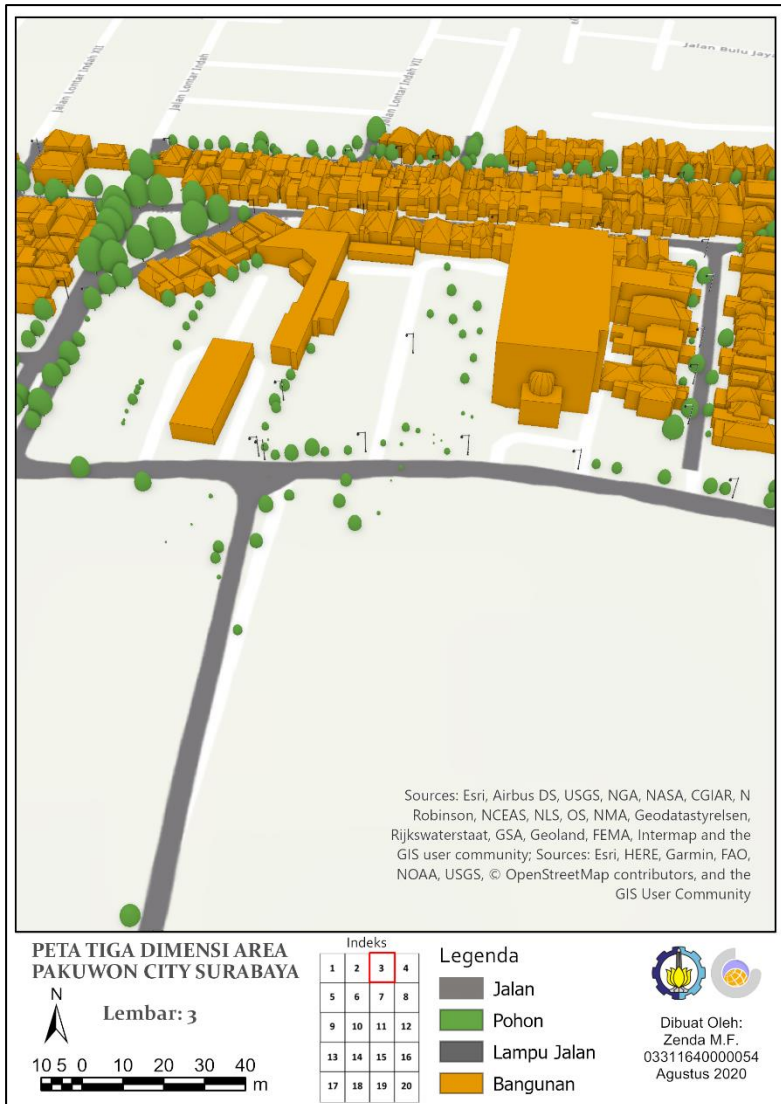 Jalan Lontar Indah XII
Jalan Lontar Indah
Jalan Lontar Indah VII
Jalan Bulu Jaya
Sources: Esri, Airbus DS, USGS, NGA, NASA, CGIAR, N
Robinson, NCEAS, NLS, OS, NMA, Geodatastyrelsen,
Rijkswaterstaat, GSA, Geoland, FEMA, Intermap and the
GIS user community; Sources: Esri, HERE, Garmin, FAO,
NOAA, USGS, © OpenStreetMap contributors, and the
GIS User Community
PETA TIGA DIMENSI AREA
PAKUWON CITY SURABAYA
N
Lembar: 3
10 5 0 10 20 30 40
m
Indeks
1 2 3 4
5 6 7 8
9 10 11 12
13 14 15 16
17 18 19 20
Legenda
Jalan
Pohon
Lampu Jalan
Bangunan
Dibuat Oleh:
Zenda M.F.
03311640000054
Agustus 2020